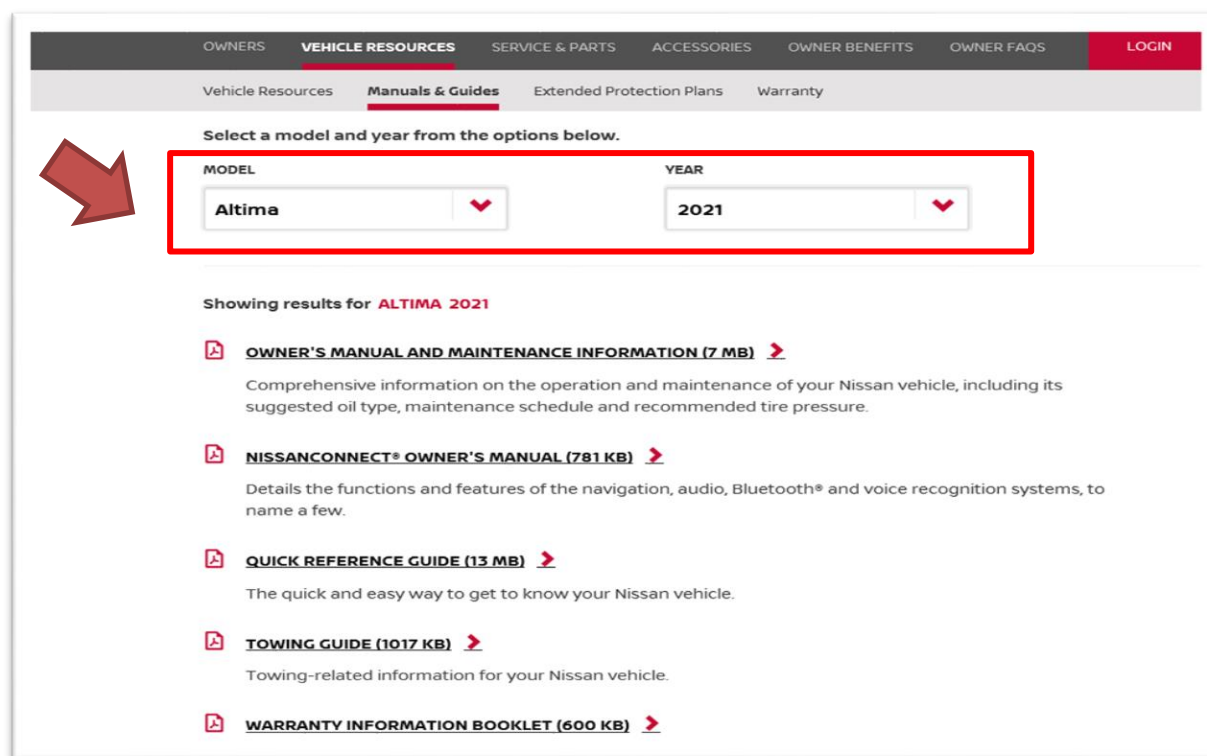 OWNERS VEHICLE RESOURCES SERVICE & PARTS ACCESSORIES OWNER BENEFITS OWNER FAQS LOGIN
Vehicle Resources Manuals & Guides Extended Protection Plans Warranty
Select a model and year from the options below.
MODEL YEAR
Altima 2021
Showing results for ALTIMA 2021
OWNER'S MANUAL AND MAINTENANCE INFORMATION (7 MB)
Comprehensive information on the operation and maintenance of your Nissan vehicle, including its
suggested oil type, maintenance schedule and recommended tire pressure.
NISSANCONNECT® OWNER'S MANUAL (781 KB)
Details the functions and features of the navigation, audio, Bluetooth® and voice recognition systems, to
name a few.
QUICK REFERENCE GUIDE (13 MB)
The quick and easy way to get to know your Nissan vehicle.
TOWING GUIDE (1017 KB)
Towing-related information for your Nissan vehicle.
WARRANTY INFORMATION BOOKLET (600 KB)